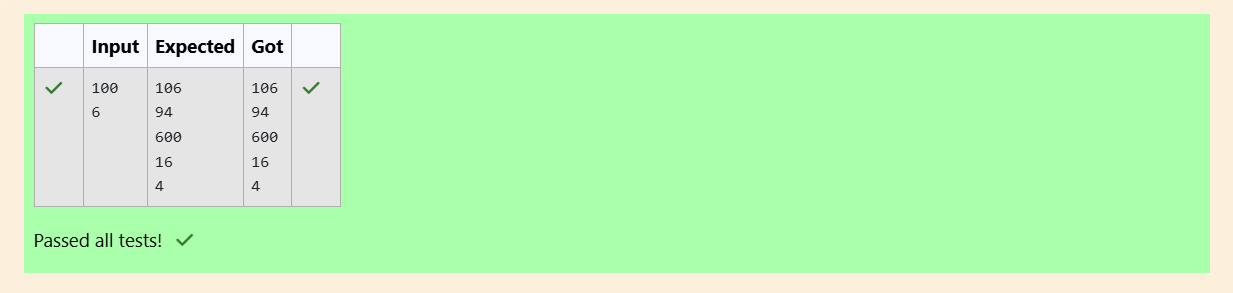 Input Expected Got
100 106 106
6 94 94
600 600
16 16
4 4
Passed all tests!